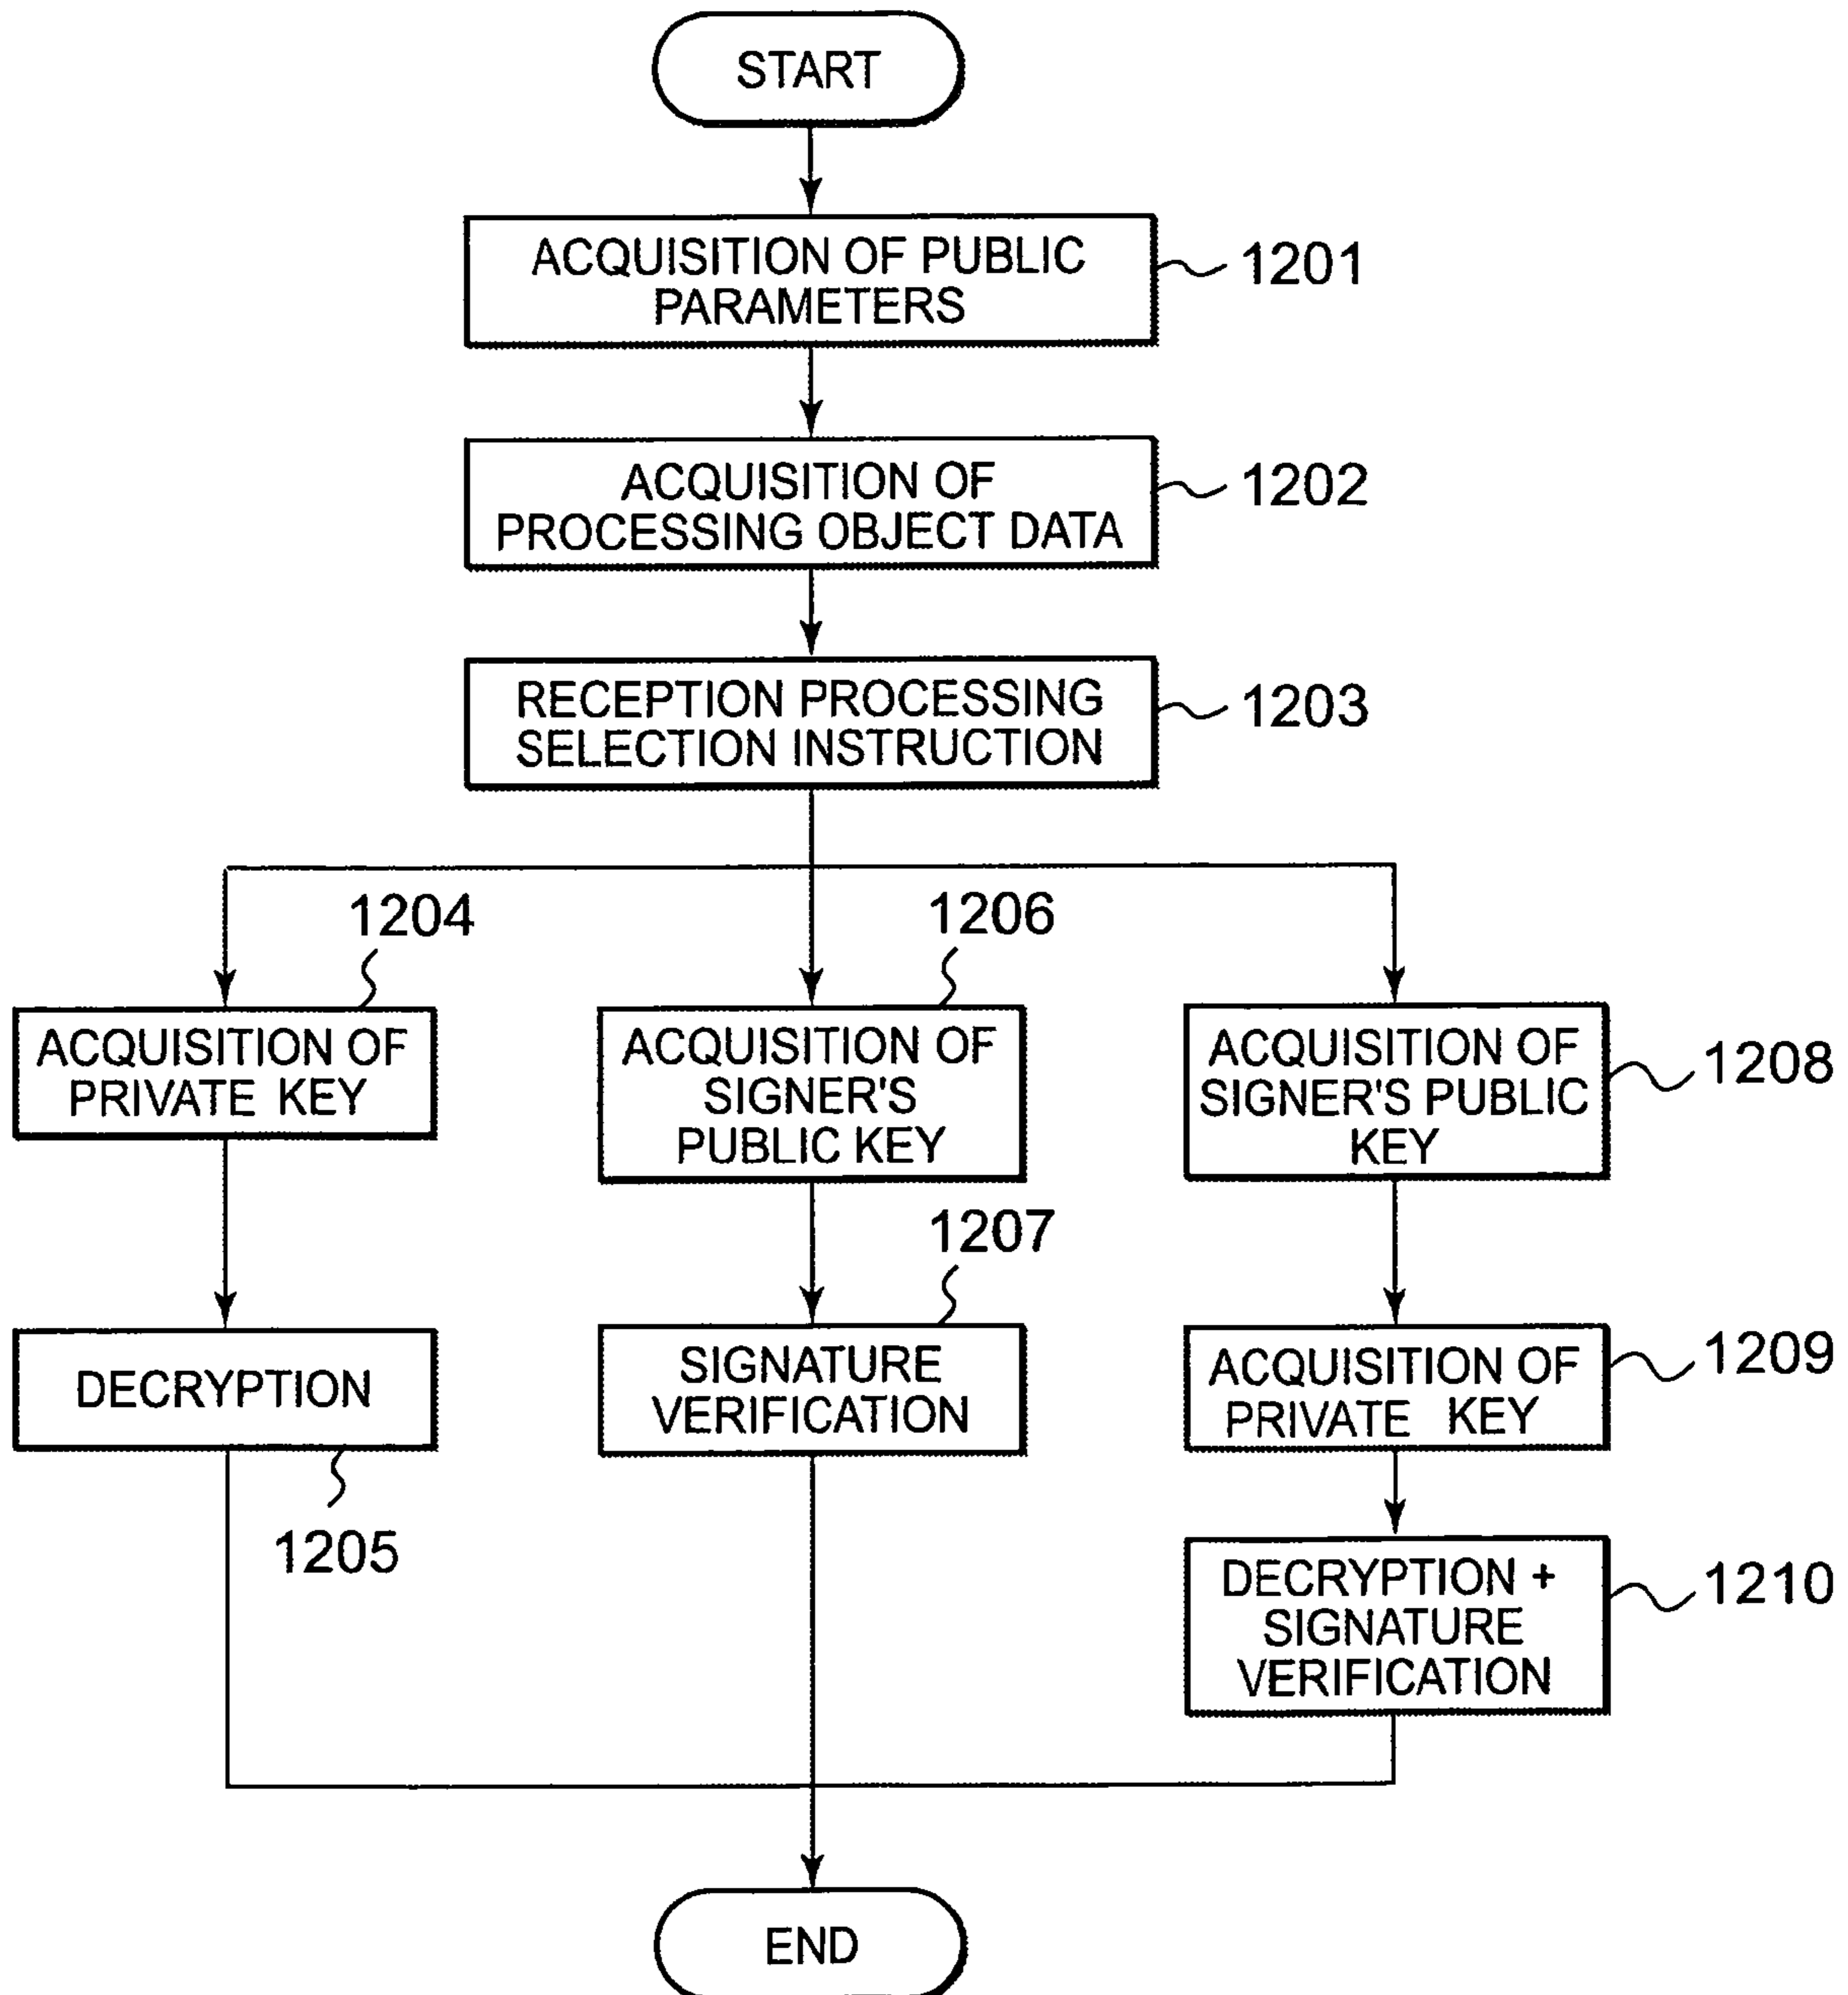 START
ACQUISITION OF PUBLIC
PARAMETERS
1201
ACQUISITION OF
PROCESSING OBJECT DATA
1202
RECEPTION PROCESSING
SELECTION INSTRUCTION
1203
1204
ACQUISITION OF
PRIVATE KEY
DECRYPTION
1205
1206
ACQUISITION OF
SIGNER'S
PUBLIC KEY
1207
SIGNATURE
VERIFICATION
ACQUISITION OF
SIGNER'S PUBLIC
KEY
1208
ACQUISITION OF
PRIVATE KEY
1209
DECRYPTION +
SIGNATURE
VERIFICATION
1210
END